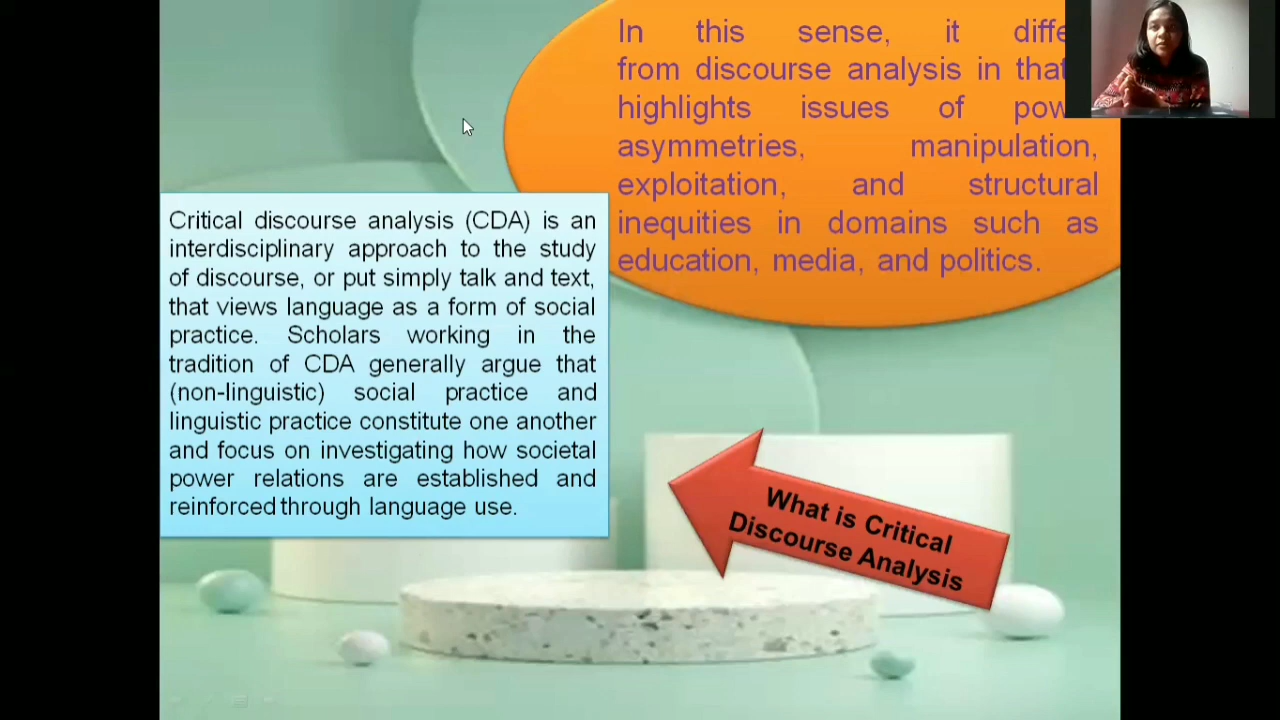 In this sense, it
from discourse analysis in that
highlights issues of
asymmetries, manipulation,
exploitation, and structural
inequities in domains such as
education, media, and politics.
Critical discourse analysis (CDA) is an
interdisciplinary approach to the study
of discourse, or put simply talk and text,
that views language as a form of social
practice. Scholars working in the
tradition of CDA generally argue that
(non-linguistic) social practice and
linguistic practice constitute one another
and focus on investigating how societal
power relations are established and
reinforced through language use.
What is Critical
Discourse Analysis